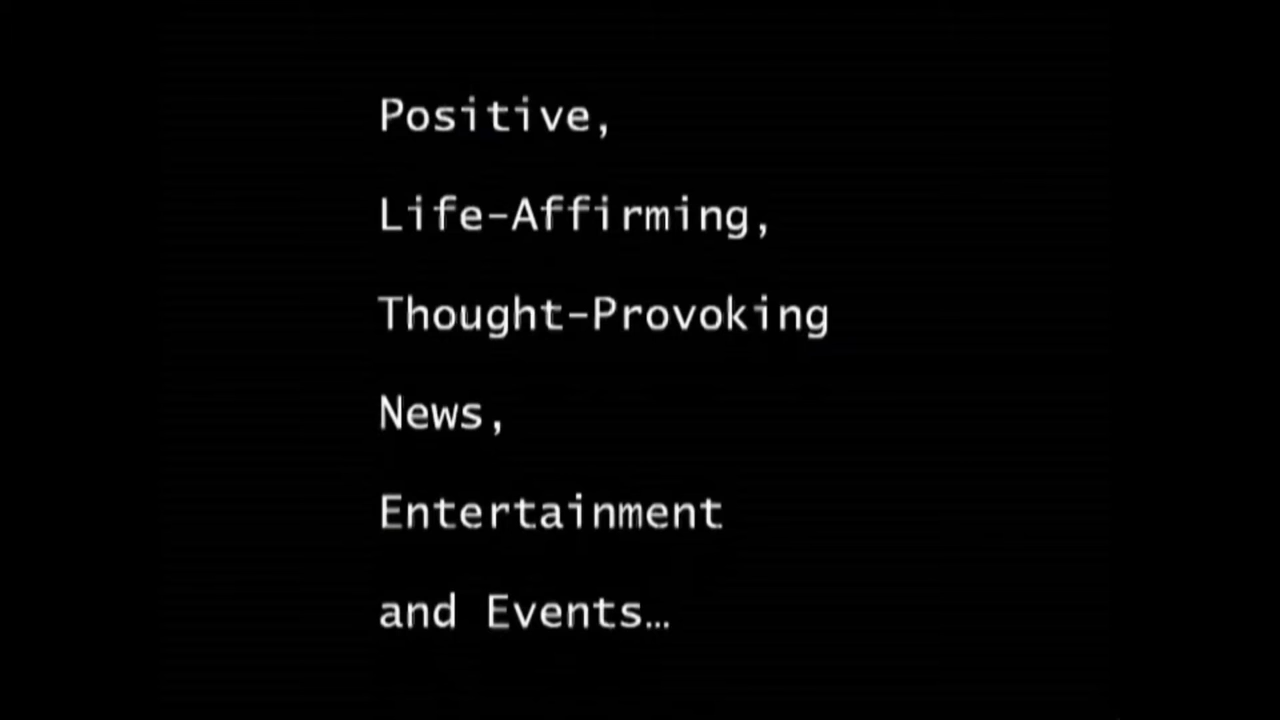 Positive,
Life-Affirming,
Thought-Provoking
News,
Entertainment
and Events…